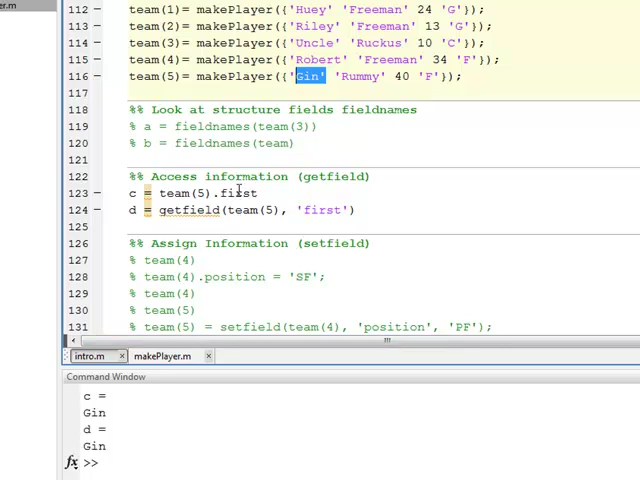 er.m
112 team(1)= makePlayer({'Huey' 'Freeman' 24 'G'});
113 team(2)= makePlayer({'Riley' 'Freeman' 13 'G'});
114 team(3)= makePlayer({'Uncle' 'Ruckus' 10 'C'});
115 team(4)= makePlayer({'Robert' 'Freeman' 34 'F'});
116 team(5)= makePlayer({'Gin' 'Rummy' 40 'F'});
117
118 %% Look at structure fields fieldnames
119 % a = fieldnames(team(3))
120 % b = fieldnames(team)
121
122 %% Access information (getfield)
123 c = team(5).first
124 d = getfield(team(5), 'first')
125
126 %% Assign Information (setfield)
127 % team(4)
128 % team(4).position = 'SF';
129 % team(4)
130 % team(5)
131 % team(5) = setfield(team(4), 'position', 'PF');
intro.m × makePlayer.m ×
Command Window
c =
Gin
d =
Gin
fx >>